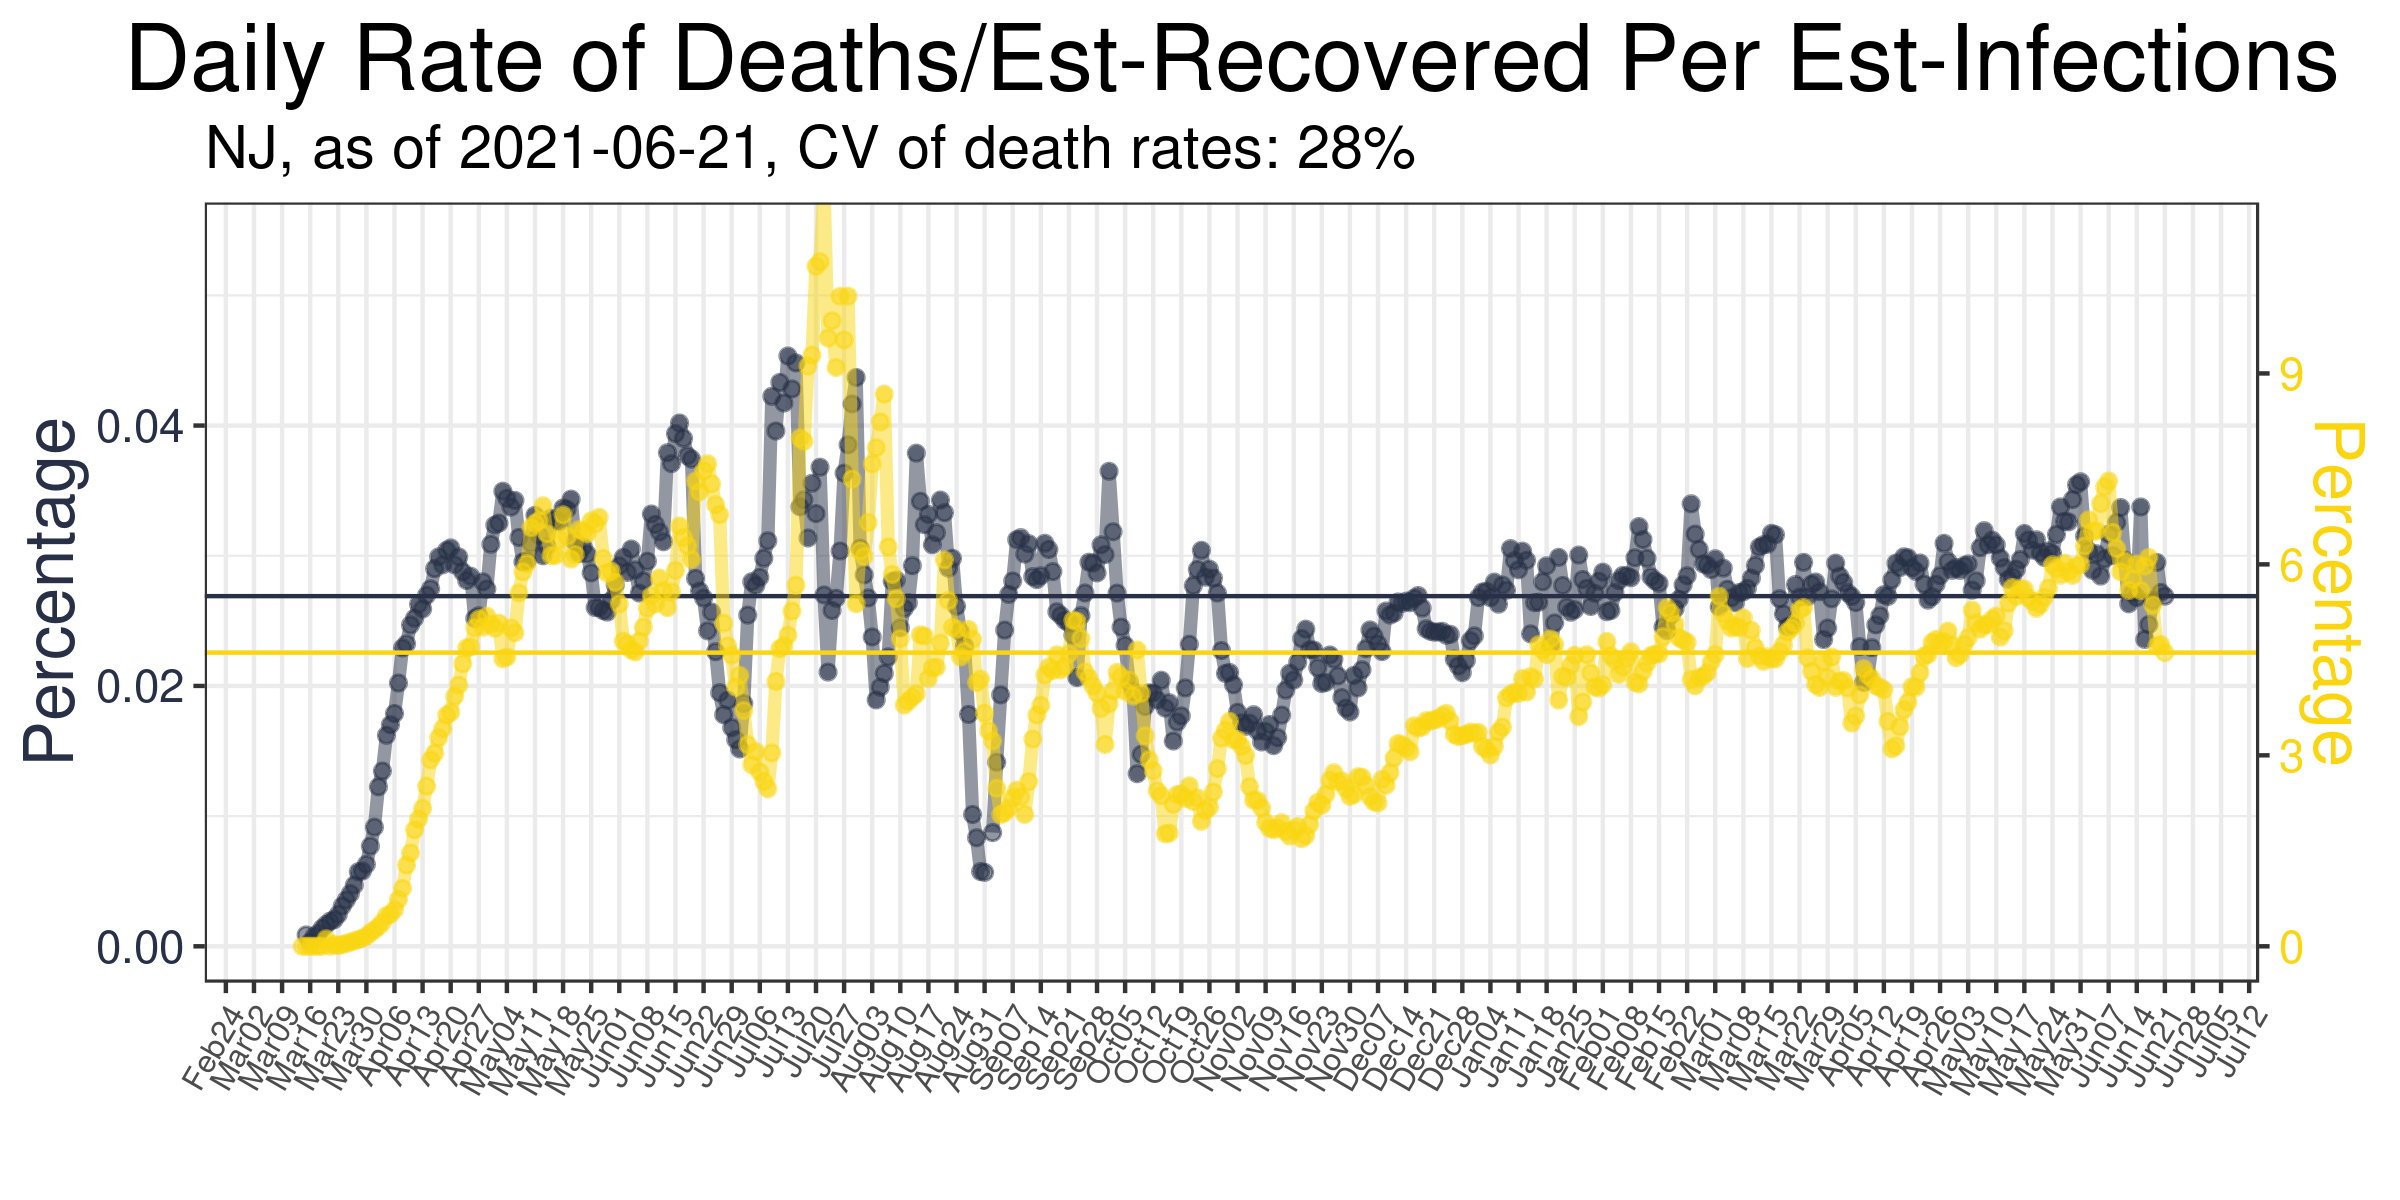 Daily Rate of Deaths/Est-Recovered Per Est-Infections
NJ, as of 2021-06-21, CV of death rates: 28%
Percentage
0.04
0.02
0.00
9
6
3
0
Percentage
Feb24
Mar02
Mar09
Mar16
Mar23
Mar30
Apr06
Apr13
Apr20
Apr27
May04
May11
May18
May25
Jun01
Jun08
Jun15
Jun22
Jun29
Jul06
Jul13
Jul20
Jul27
Aug03
Aug10
Aug17
Aug24
Aug31
Sep07
Sep14
Sep21
Sep28
Oct05
Oct12
Oct19
Oct26
Nov02
Nov09
Nov16
Nov23
Nov30
Dec07
Dec14
Dec21
Dec28
Jan04
Jan11
Jan18
Jan25
Feb01
Feb08
Feb15
Feb22
Mar01
Mar08
Mar15
Mar22
Mar29
Apr05
Apr12
Apr19
Apr26
May03
May10
May17
May24
May31
Jun07
Jun14
Jun21
Jun28
Jul05
Jul12